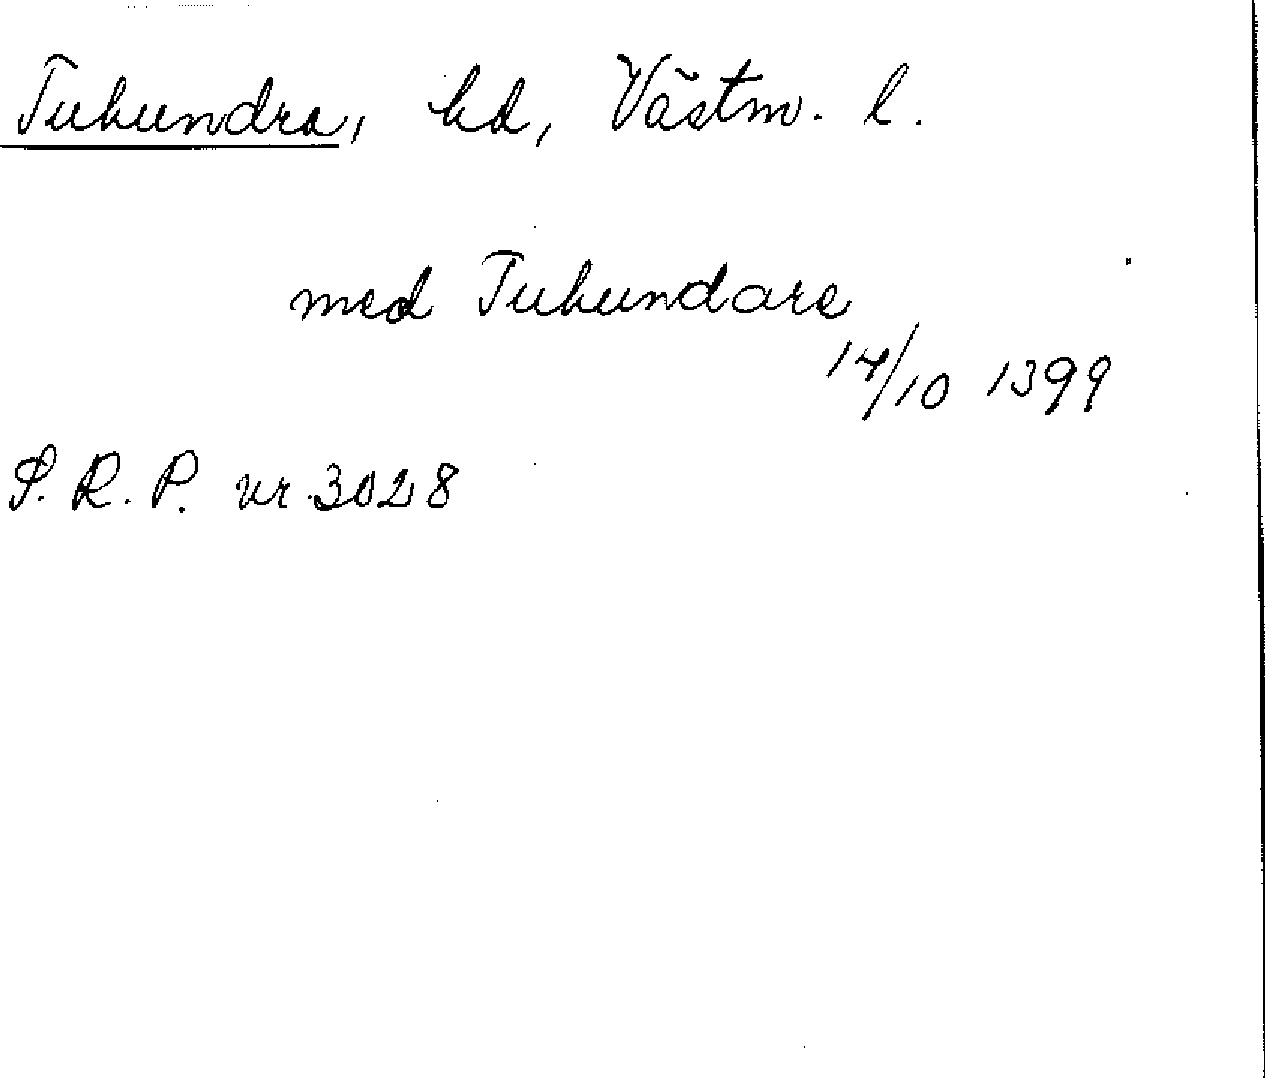 Tuhundra, hd, Västm. l.
med Tuhundare
14/10 1399
S.R.P. nr 3028